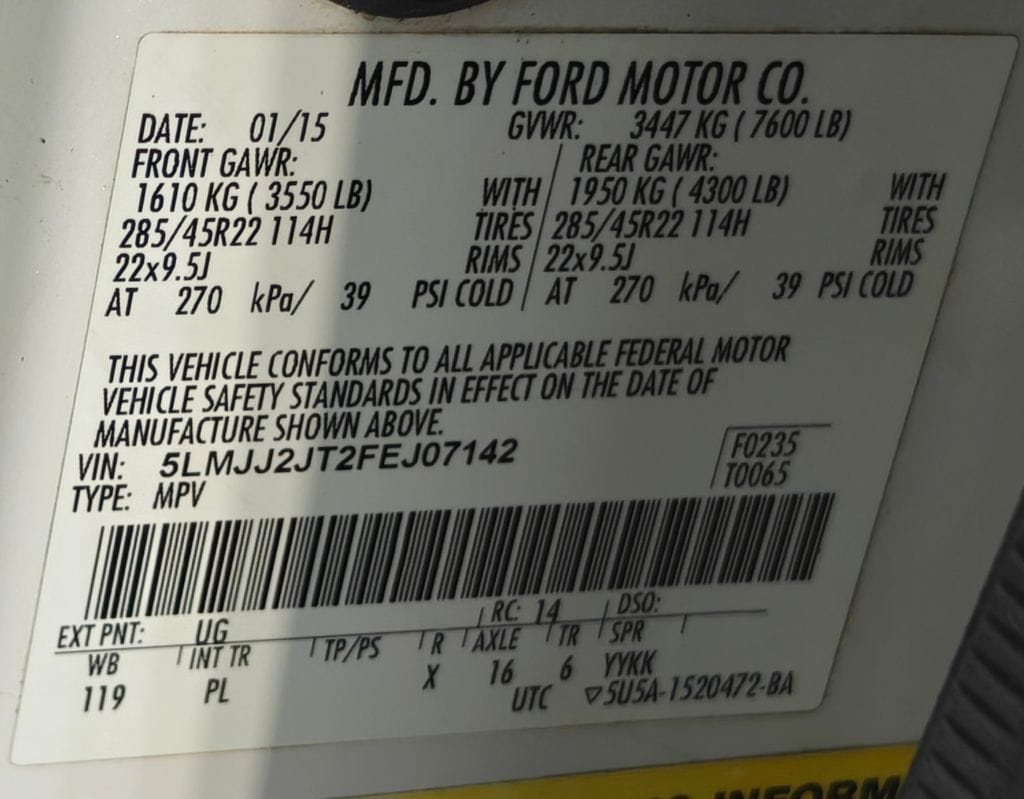 MFD. BY FORD MOTOR CO.
DATE: 01/15 GVWR: 3447 KG ( 7600 LB)
FRONT GAWR: REAR GAWR:
1610 KG ( 3550 LB) WITH 1950 KG ( 4300 LB) WITH
285/45R22 114H TIRES 285/45R22 114H TIRES
22x9.5J RIMS 22x9.5J RIMS
AT 270 kPa/ 39 PSI COLD AT 270 kPa/ 39 PSI COLD
THIS VEHICLE CONFORMS TO ALL APPLICABLE FEDERAL MOTOR
VEHICLE SAFETY STANDARDS IN EFFECT ON THE DATE OF
MANUFACTURE SHOWN ABOVE.
VIN: 5LMJJ2JT2FEJ07142
F0235
TYPE: MPV
T0065
EXT PNT: UG RC: 14 DSO:
WB INT TR TP/PS R AXLE TR SPR
119 PL X 16 6 YYKK
UTC ▽5U5A-1520472-BA